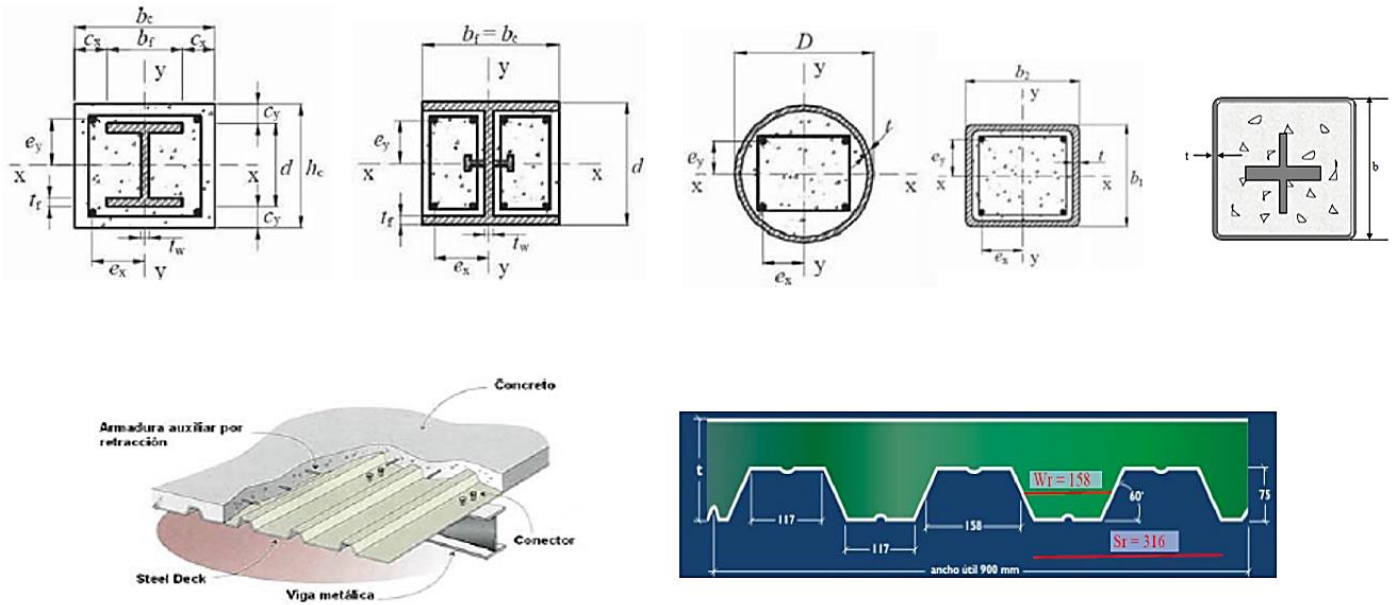 b_c
c_x b_f c_x
y
c_y
e_y
x x d h_c
t_f
c_y
t_w
e_x y
b_f = b_c
y
e_y
x x d
t_f
t_w
e_x y
D
y
t
e_y
x x
y
e_x
b_2
y
e_y
t
x x b_1
e_x y
t
b
Concreto
Armadura auxiliar por
retracción
Conector
Steel Deck
Viga metálica
t
Wr = 158
60°
75
117
158
117
Sr = 316
ancho útil 900 mm